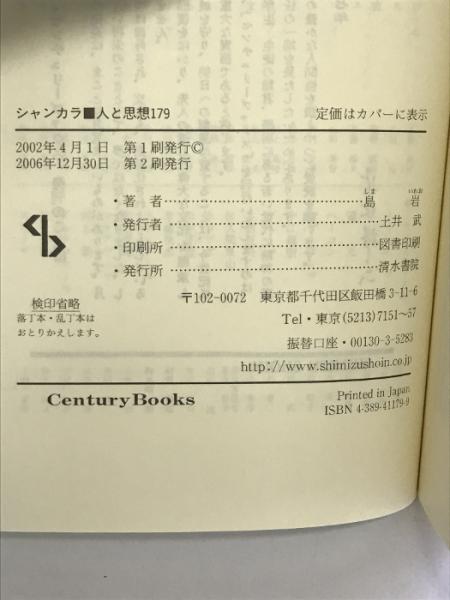 シャンカラ■人と思想179
定価はカバーに表示
2002年4月1日 第1刷発行©
2006年12月30日 第2刷発行
・著者…………島 岩
しま いわお
・発行者…………土井 武
・印刷所…………図書印刷
・発行所…………清水書院
検印省略
落丁本・乱丁本は
おとりかえします。
〒102-0072 東京都千代田区飯田橋3-11-6
Tel・東京(5213)7151〜57
振替口座・00130-3-5283
http://www.shimizushoin.co.jp
CenturyBooks
Printed in Japan
ISBN 4-389-41179-9